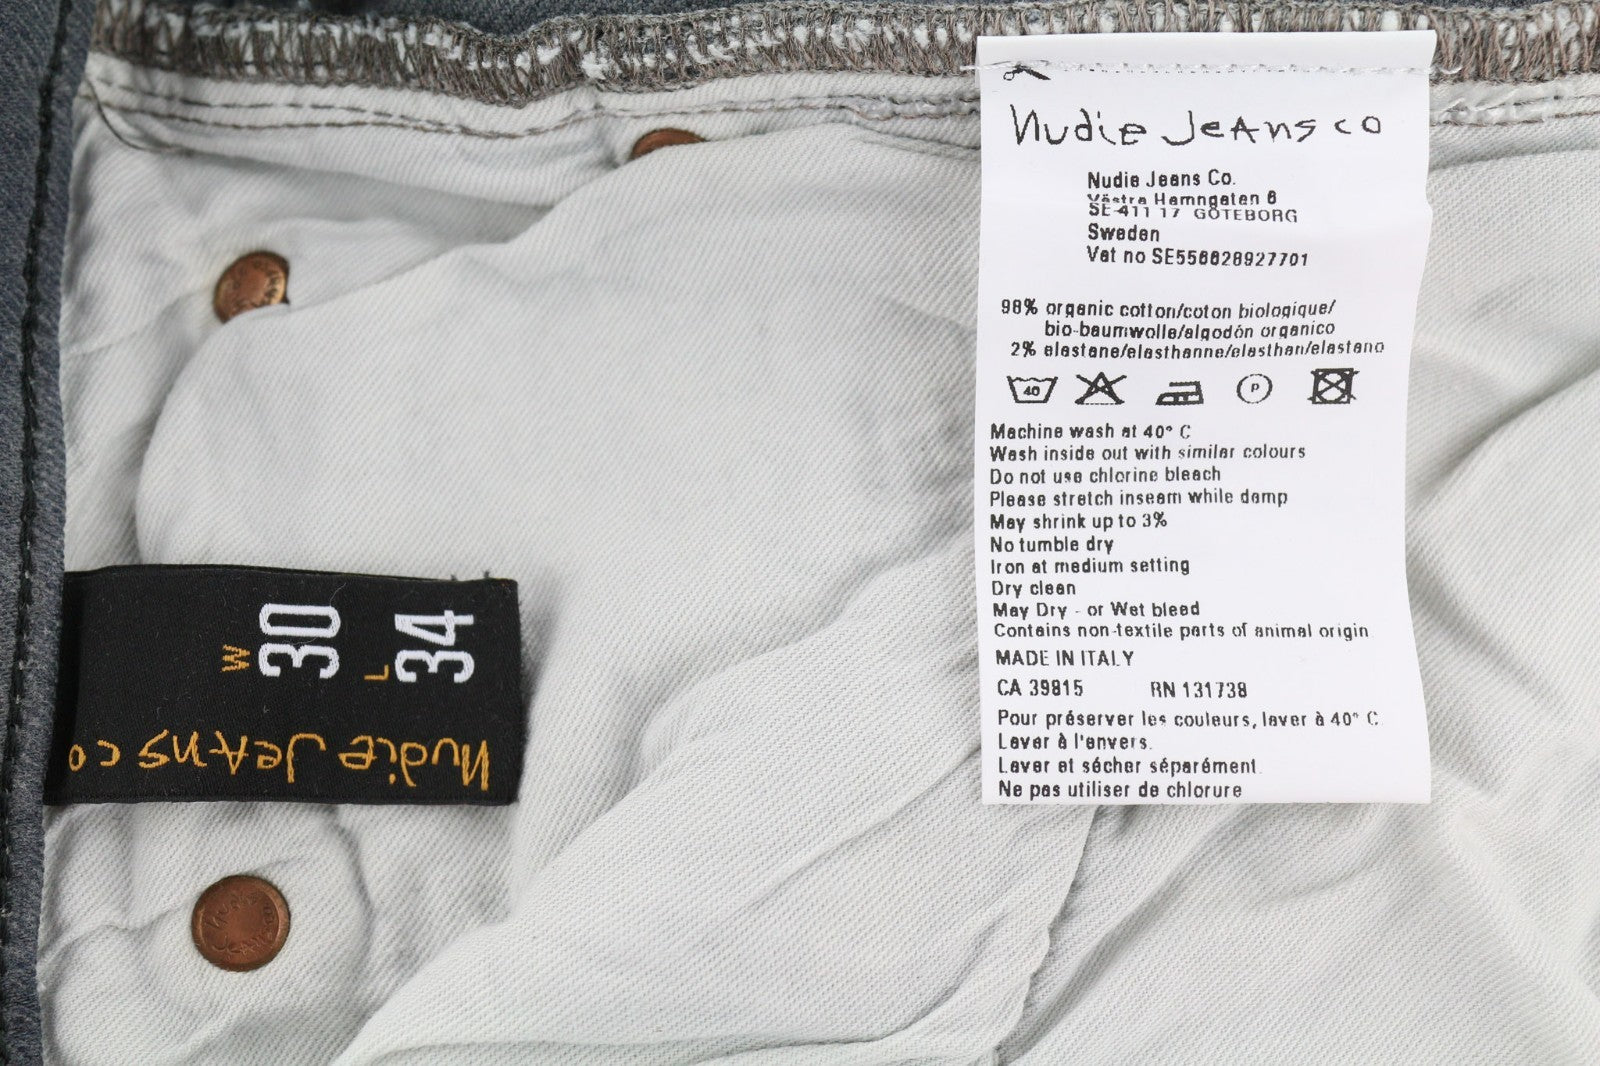 Nudie Jeans co
Nudie Jeans Co.
Västra Hamngatan 6
SE-411 17 GÖTEBORG
Sweden
Vat no SE556628927701
98% organic cotton/coton biologique/
bio-baumwolle/algodón organico
2% elastane/elasthanne/elasthan/elastano
40
P
Machine wash at 40° C
Wash inside out with similar colours
Do not use chlorine bleach
Please stretch inseam while damp
May shrink up to 3%
No tumble dry
Iron at medium setting
Dry clean
May Dry - or Wet bleed
Contains non-textile parts of animal origin
MADE IN ITALY
CA 39815 RN 131738
Pour préserver les couleurs, laver à 40° C
Laver à l'envers.
Laver et sécher séparément.
Ne pas utiliser de chlorure
W 30
L 34
Nudie Jeans co
Nudie
Jeans co